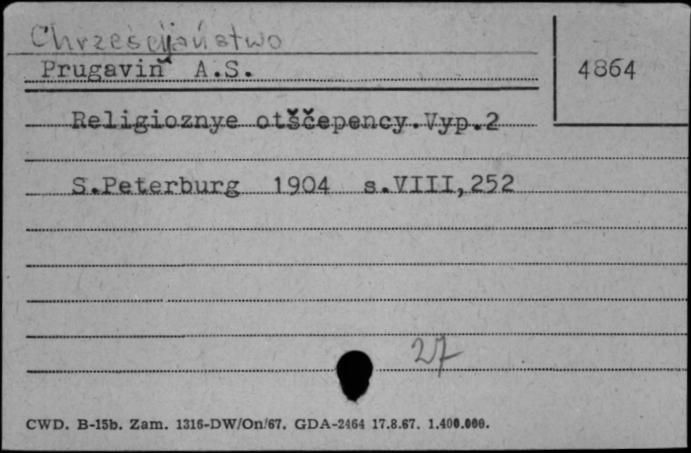 Chrześcijaństwo
Prugavin A.S.
4864
Religioznye otščepency.Vyp.2
S.Peterburg 1904 s.VIII,252
27
CWD. B-15b. Zam. 1316-DW/On/67. GDA-2464 17.8.67. 1.400.000.